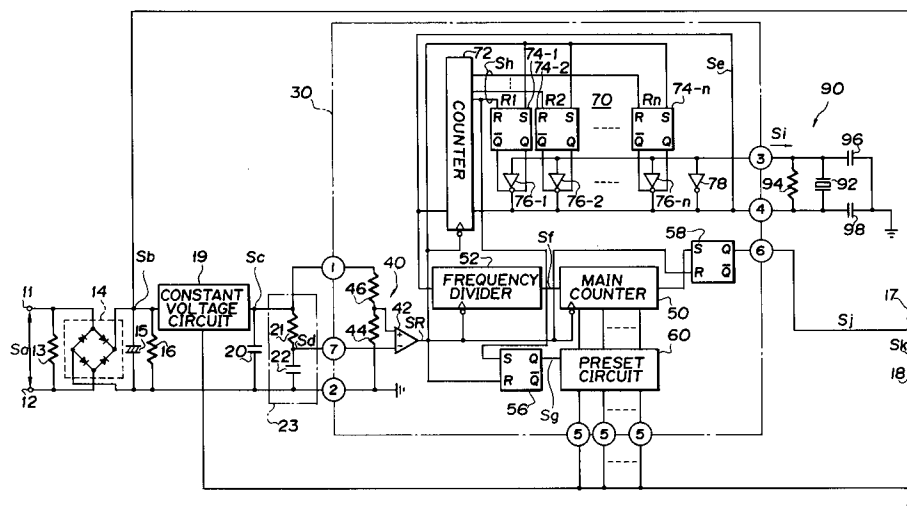 72
74-1
Sh
74-2
Se
30
R1
R2
70
Rn
74-n
90
COUNTER
R S
R S
R S
Q̅ Q
Q̅ Q
Q̅ Q
Si
3
96
76-1
76-2
76-n
78
94
92
4
98
58
Sb
19
Sc
1
40
52
Sf
S Q
R Q̅
6
11
14
CONSTANT VOLTAGE CIRCUIT
46
42
FREQUENCY DIVIDER
MAIN COUNTER
50
17
Sa
13
15
16
20
21
Sd
22
7
44
SR
60
Sj
Sk
18
12
2
S Q
R Q̅
PRESET CIRCUIT
23
56
Sg
5
5
5